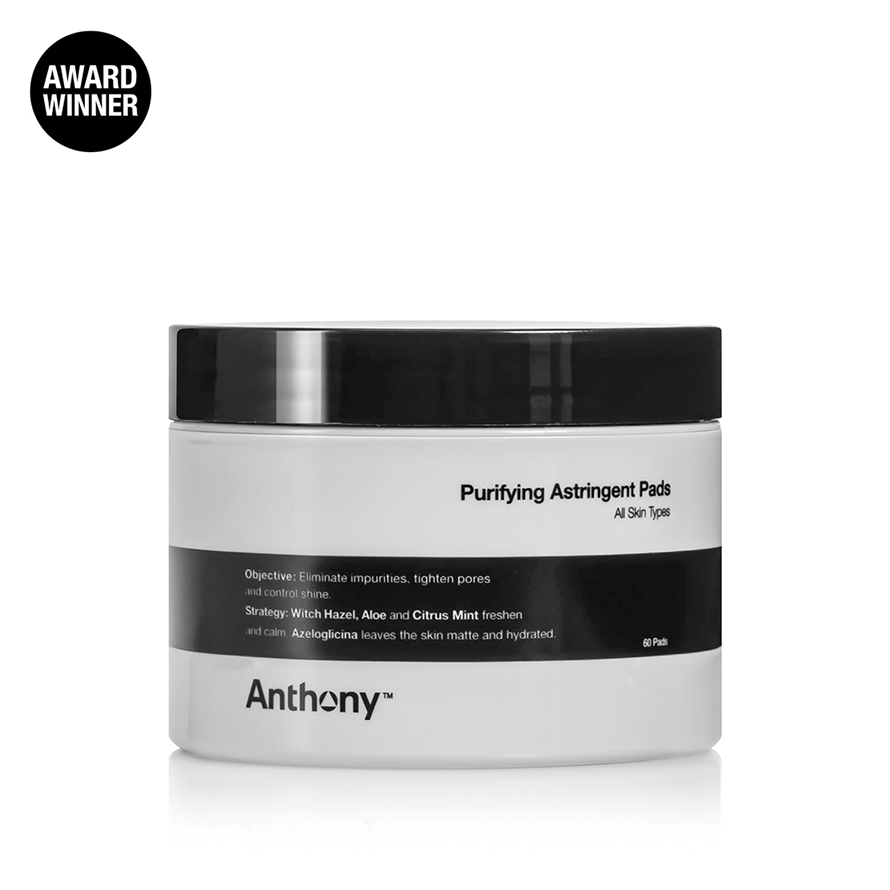 AWARD
WINNER
Purifying Astringent Pads
All Skin Types
Objective: Eliminate impurities, tighten pores
and control shine.
Strategy: Witch Hazel, Aloe and Citrus Mint freshen
and calm. Azeloglicina leaves the skin matte and hydrated.
60 Pads
Anthony™